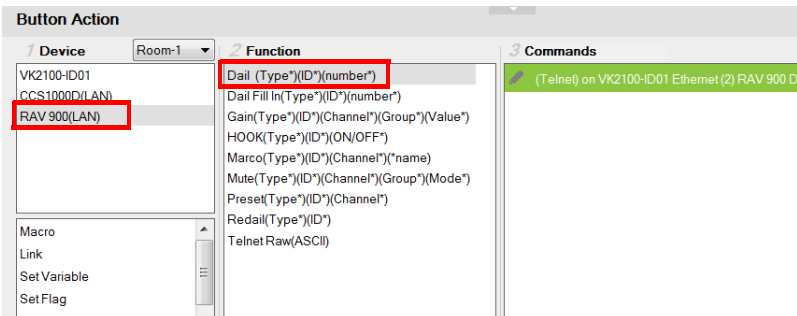 Button Action
1 Device
Room-1
2 Function
3 Commands
VK2100-ID01
CCS1000D(LAN)
RAV 900(LAN)
Dail (Type*)(ID*)(number*)
Dail Fill In(Type*)(ID*)(number*)
Gain(Type*)(ID*)(Channel*)(Group*)(Value*)
HOOK(Type*)(ID*)(ON/OFF*)
Marco(Type*)(ID*)(Channel*)(*name)
Mute(Type*)(ID*)(Channel*)(Group*)(Mode*)
Preset(Type*)(ID*)(Channel*)
Redail(Type*)(ID*)
Telnet Raw(ASCII)
(Telnet) on VK2100-ID01 Ethernet (2) RAV 900 D
Macro
Link
Set Variable
Set Flag